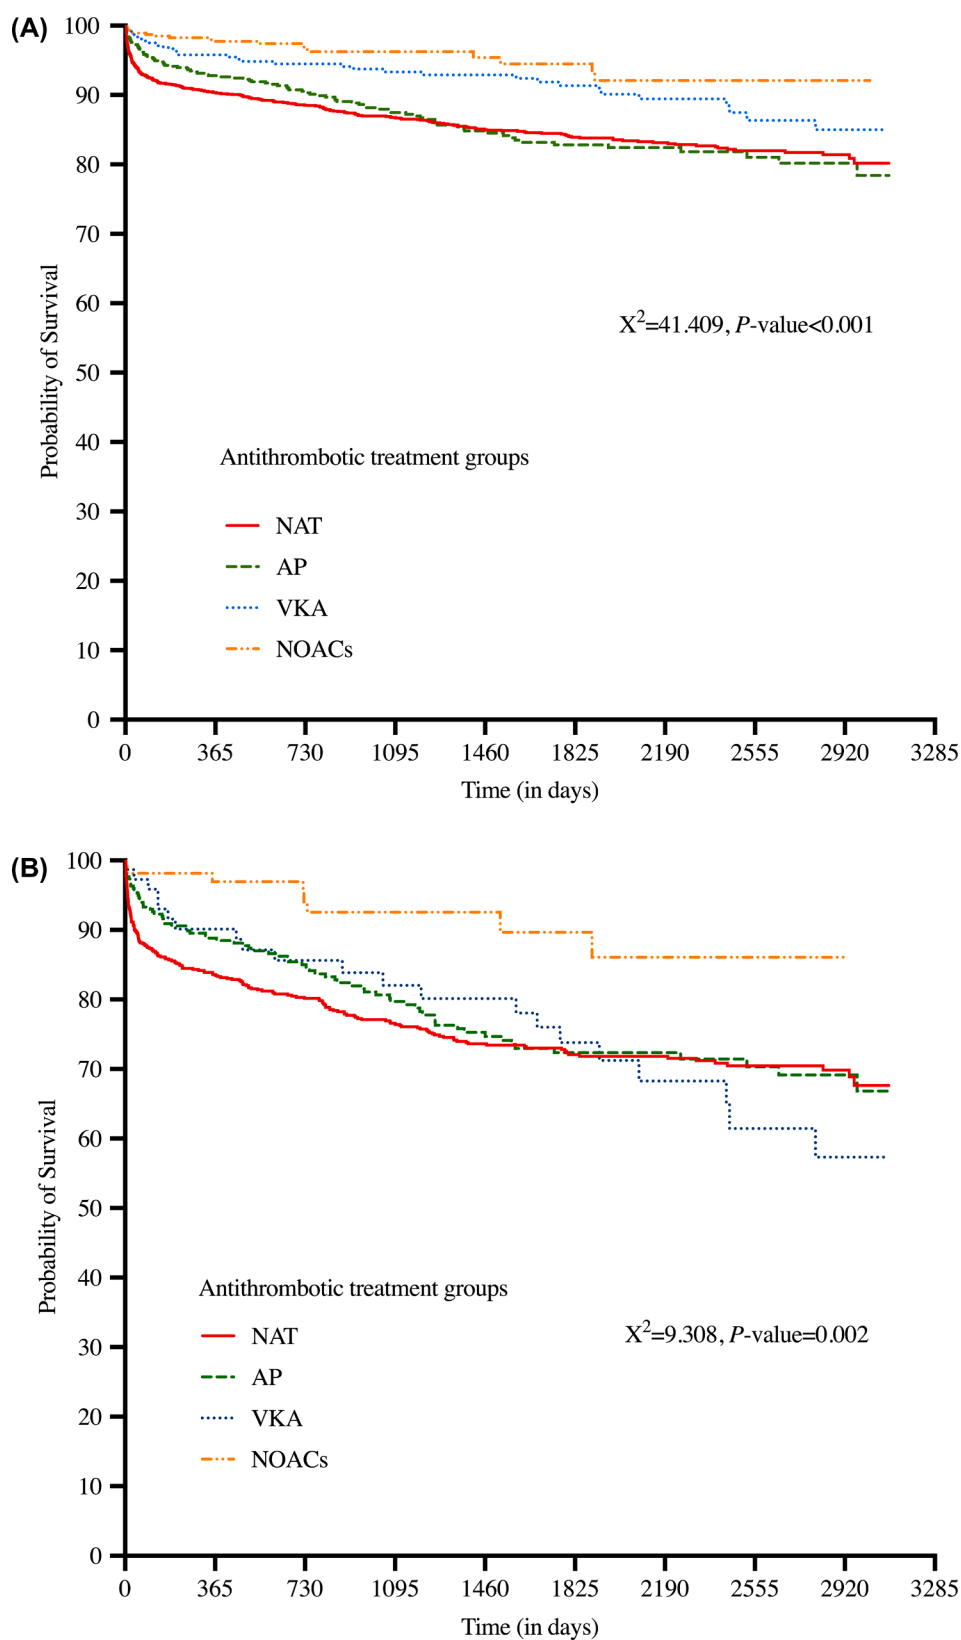 (A)
100
90
80
70
60
50
40
30
20
10
0
Probability of Survival
X²=41.409, P-value<0.001
Antithrombotic treatment groups
NAT
AP
VKA
NOACs
0 365 730 1095 1460 1825 2190 2555 2920 3285
Time (in days)
(B)
100
90
80
70
60
50
40
30
20
10
0
Probability of Survival
Antithrombotic treatment groups
X²=9.308, P-value=0.002
NAT
AP
VKA
NOACs
0 365 730 1095 1460 1825 2190 2555 2920 3285
Time (in days)